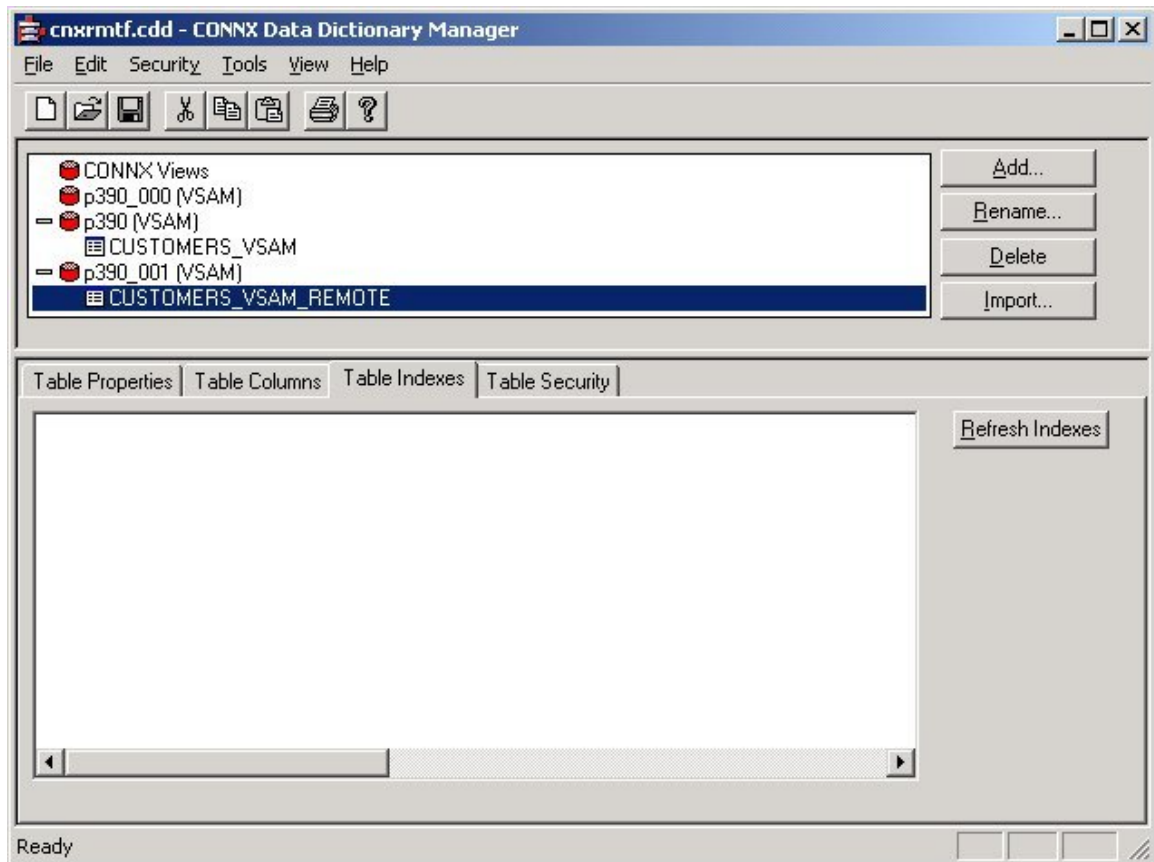 cnxrmtf.cdd - CONNX Data Dictionary Manager
File Edit Security Tools View Help
CONNX Views
p390_000 (VSAM)
p390 (VSAM)
CUSTOMERS_VSAM
p390_001 (VSAM)
CUSTOMERS_VSAM_REMOTE
Add...
Rename...
Delete
Import...
Table Properties Table Columns Table Indexes Table Security
Refresh Indexes
Ready